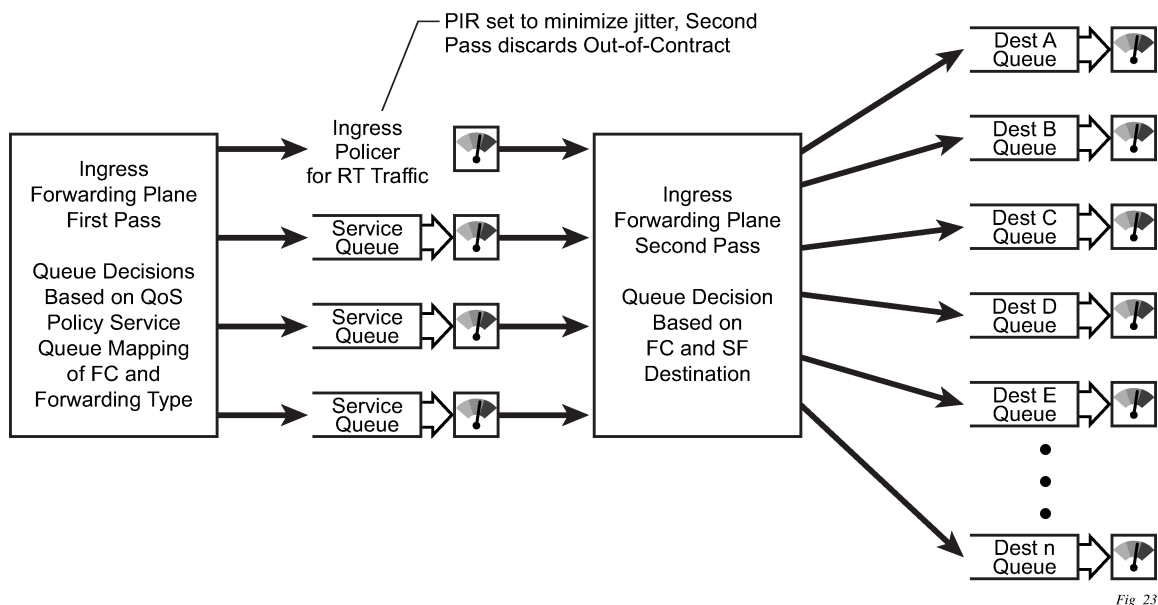 PIR set to minimize jitter, Second
Pass discards Out-of-Contract
Ingress
Forwarding Plane
First Pass
Queue Decisions
Based on QoS
Policy Service
Queue Mapping
of FC and
Forwarding Type
Ingress
Policer
for RT Traffic
Service
Queue
Service
Queue
Service
Queue
Ingress
Forwarding Plane
Second Pass
Queue Decision
Based on
FC and SF
Destination
Dest A
Queue
Dest B
Queue
Dest C
Queue
Dest D
Queue
Dest E
Queue
Dest n
Queue
Fig 23